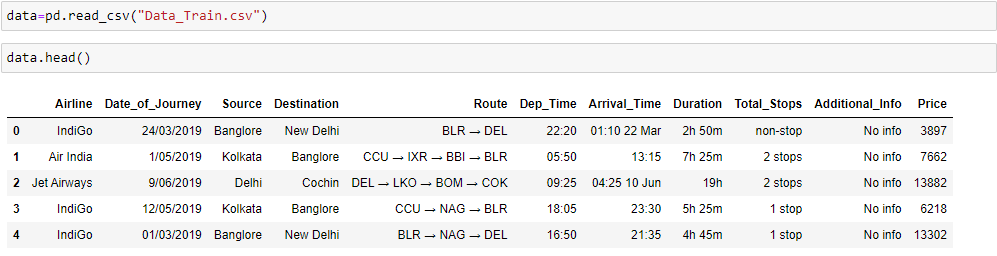 data=pd.read_csv("Data_Train.csv")
data.head()
Airline Date_of_Journey Source Destination Route Dep_Time Arrival_Time Duration Total_Stops Additional_Info Price
0 IndiGo 24/03/2019 Banglore New Delhi BLR → DEL 22:20 01:10 22 Mar 2h 50m non-stop No info 3897
1 Air India 1/05/2019 Kolkata Banglore CCU → IXR → BBI → BLR 05:50 13:15 7h 25m 2 stops No info 7662
2 Jet Airways 9/06/2019 Delhi Cochin DEL → LKO → BOM → COK 09:25 04:25 10 Jun 19h 2 stops No info 13882
3 IndiGo 12/05/2019 Kolkata Banglore CCU → NAG → BLR 18:05 23:30 5h 25m 1 stop No info 6218
4 IndiGo 01/03/2019 Banglore New Delhi BLR → NAG → DEL 16:50 21:35 4h 45m 1 stop No info 13302